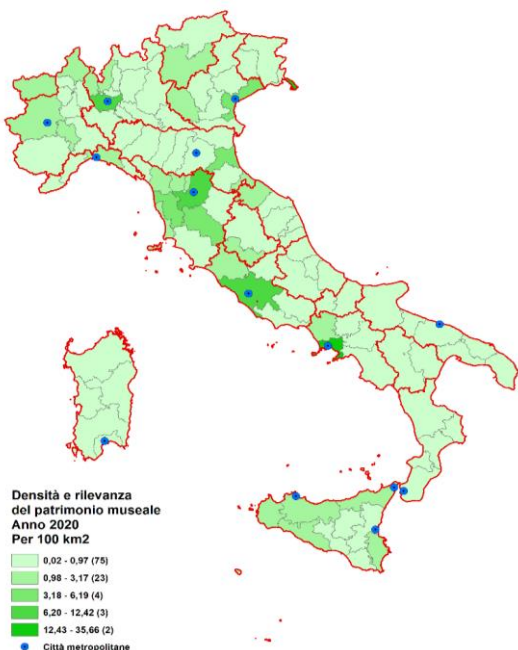 Densità e rilevanza
del patrimonio museale
Anno 2020
Per 100 km2
0,02 - 0,97 (75)
0,98 - 3,17 (23)
3,18 - 6,19 (4)
6,20 - 12,42 (3)
12,43 - 35,66 (2)
Città metropolitane